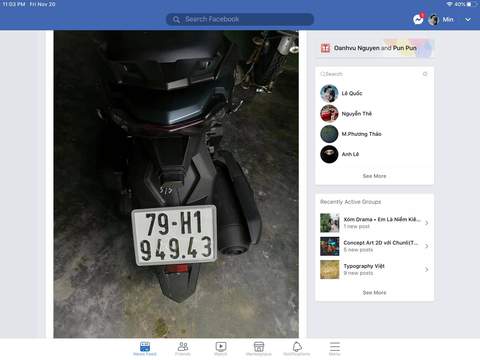 11:03 PM Fri Nov 20
40%
Search Facebook
Min
Oanhvu Nguyen and Pun Pun
Search
Lê Quốc
Nguyễn Thê
M.Phương Thảo
Anh Lê
See More
Recently Active Groups
Xóm Drama • Em Là Niềm Kiê...
1 new post
Concept Art 2D với Chunl(T...
5 new posts
Typography Việt
9 new posts
See More
79-H1
949.43
News Feed
Friends
Watch
Marketplace
Notifications
Menu